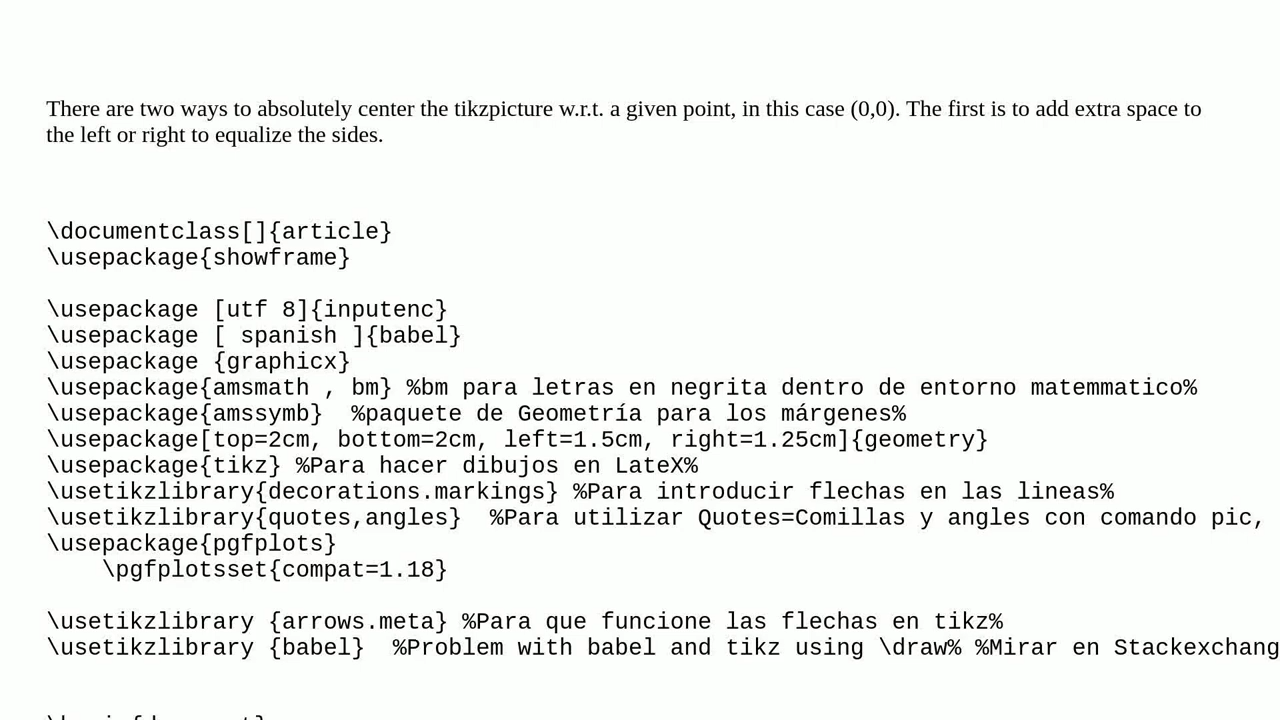 There are two ways to absolutely center the tikzpicture w.r.t. a given point, in this case (0,0). The first is to add extra space to
the left or right to equalize the sides.
\documentclass[]{article}
\usepackage{showframe}
\usepackage [utf 8]{inputenc}
\usepackage [ spanish ]{babel}
\usepackage {graphicx}
\usepackage{amsmath , bm} %bm para letras en negrita dentro de entorno matemmatico%
\usepackage{amssymb}  %paquete de Geometría para los márgenes%
\usepackage[top=2cm, bottom=2cm, left=1.5cm, right=1.25cm]{geometry}
\usepackage{tikz} %Para hacer dibujos en LateX%
\usetikzlibrary{decorations.markings} %Para introducir flechas en las lineas%
\usetikzlibrary{quotes,angles}  %Para utilizar Quotes=Comillas y angles con comando pic,
\usepackage{pgfplots}
    \pgfplotsset{compat=1.18}
\usetikzlibrary {arrows.meta} %Para que funcione las flechas en tikz%
\usetikzlibrary {babel}  %Problem with babel and tikz using \draw% %Mirar en Stackexchang